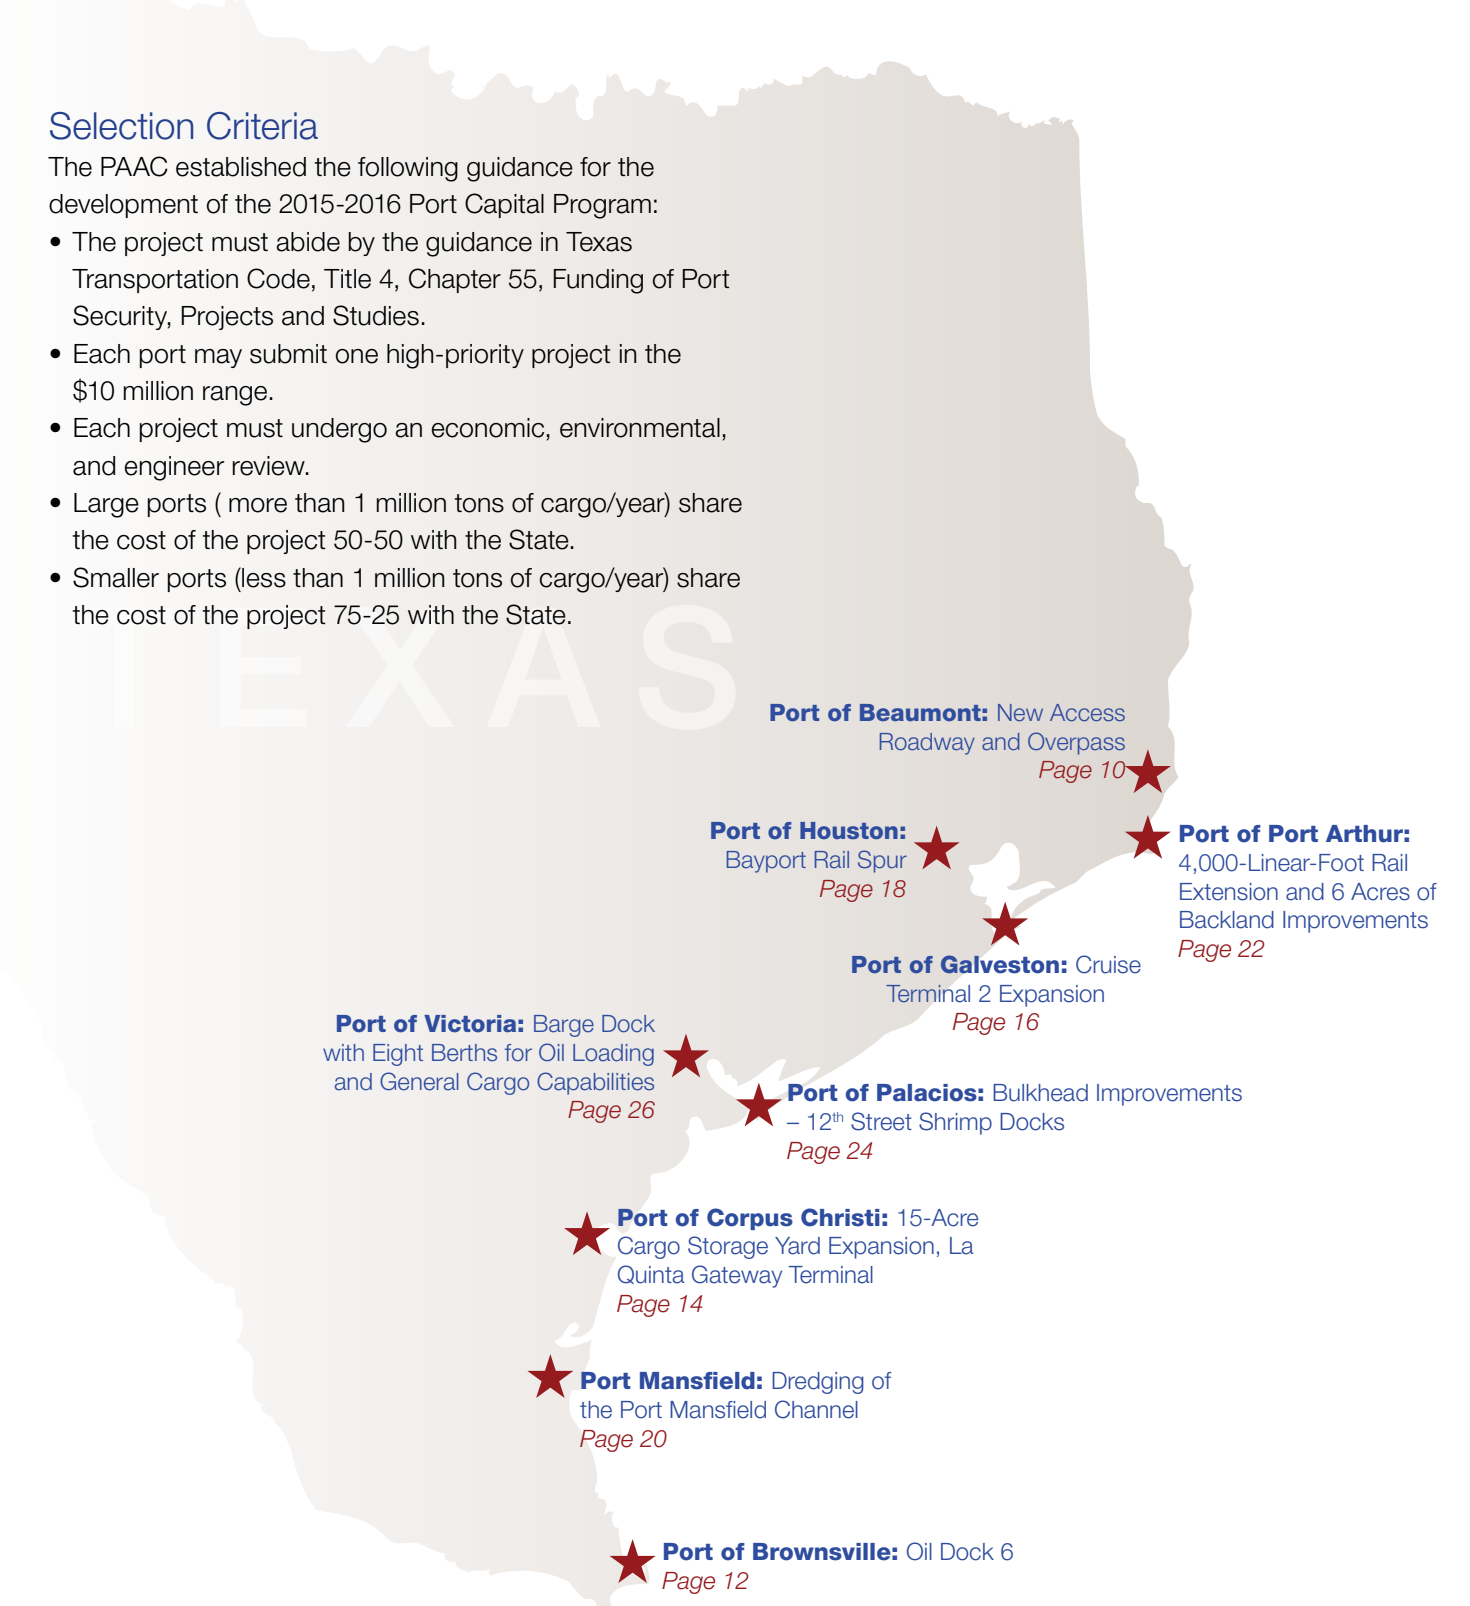 Selection Criteria
The PAAC established the following guidance for the
development of the 2015-2016 Port Capital Program:
• The project must abide by the guidance in Texas
Transportation Code, Title 4, Chapter 55, Funding of Port
Security, Projects and Studies.
• Each port may submit one high-priority project in the
$10 million range.
• Each project must undergo an economic, environmental,
and engineer review.
• Large ports ( more than 1 million tons of cargo/year) share
the cost of the project 50-50 with the State.
• Smaller ports (less than 1 million tons of cargo/year) share
the cost of the project 75-25 with the State.
TEXAS
Port of Beaumont: New Access
Roadway and Overpass
Page 10
Port of Houston:
Bayport Rail Spur
Page 18
Port of Port Arthur:
4,000-Linear-Foot Rail
Extension and 6 Acres of
Backland Improvements
Page 22
Port of Galveston: Cruise
Terminal 2 Expansion
Page 16
Port of Victoria: Barge Dock
with Eight Berths for Oil Loading
and General Cargo Capabilities
Page 26
Port of Palacios: Bulkhead Improvements
– 12th Street Shrimp Docks
Page 24
Port of Corpus Christi: 15-Acre
Cargo Storage Yard Expansion, La
Quinta Gateway Terminal
Page 14
Port Mansfield: Dredging of
the Port Mansfield Channel
Page 20
Port of Brownsville: Oil Dock 6
Page 12